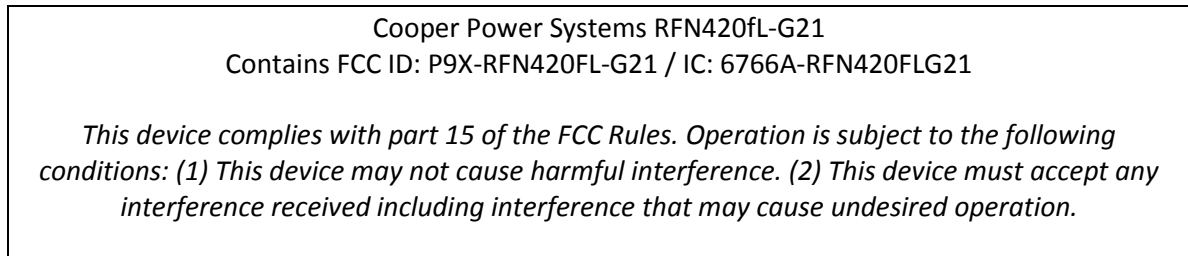 Cooper Power Systems RFN420fL-G21
Contains FCC ID: P9X-RFN420FL-G21 / IC: 6766A-RFN420FLG21
This device complies with part 15 of the FCC Rules. Operation is subject to the following
conditions: (1) This device may not cause harmful interference. (2) This device must accept any
interference received including interference that may cause undesired operation.